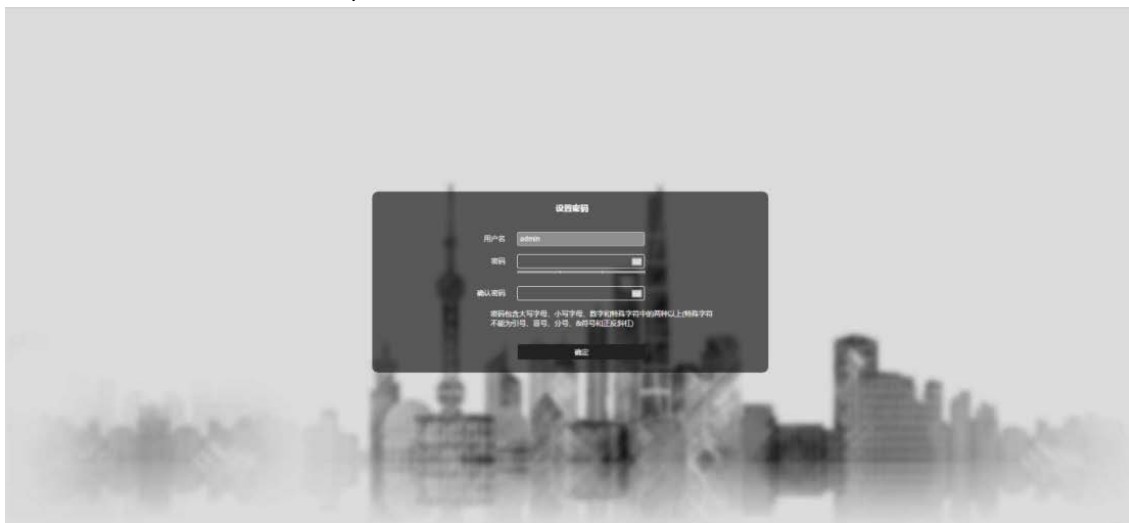 设置密码
用户名 admin
密码
确认密码
密码包含大写字母、小写字母、数字和特殊字符中的两种以上(特殊字符
不能为引号、冒号、分号、&符号和正反斜杠)
确定